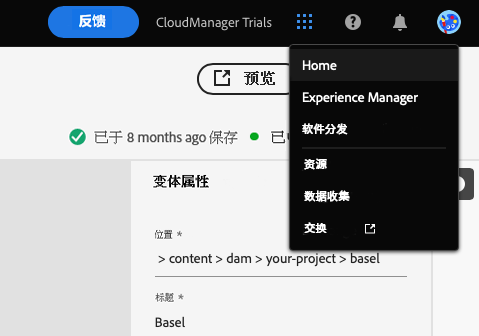 反馈 CloudManager Trials
Home
预览
Experience Manager
软件分发
已于 8 months ago 保存
资源
变体属性
数据收集
交换
位置 *
> content > dam > your-project > basel
标题 *
Basel